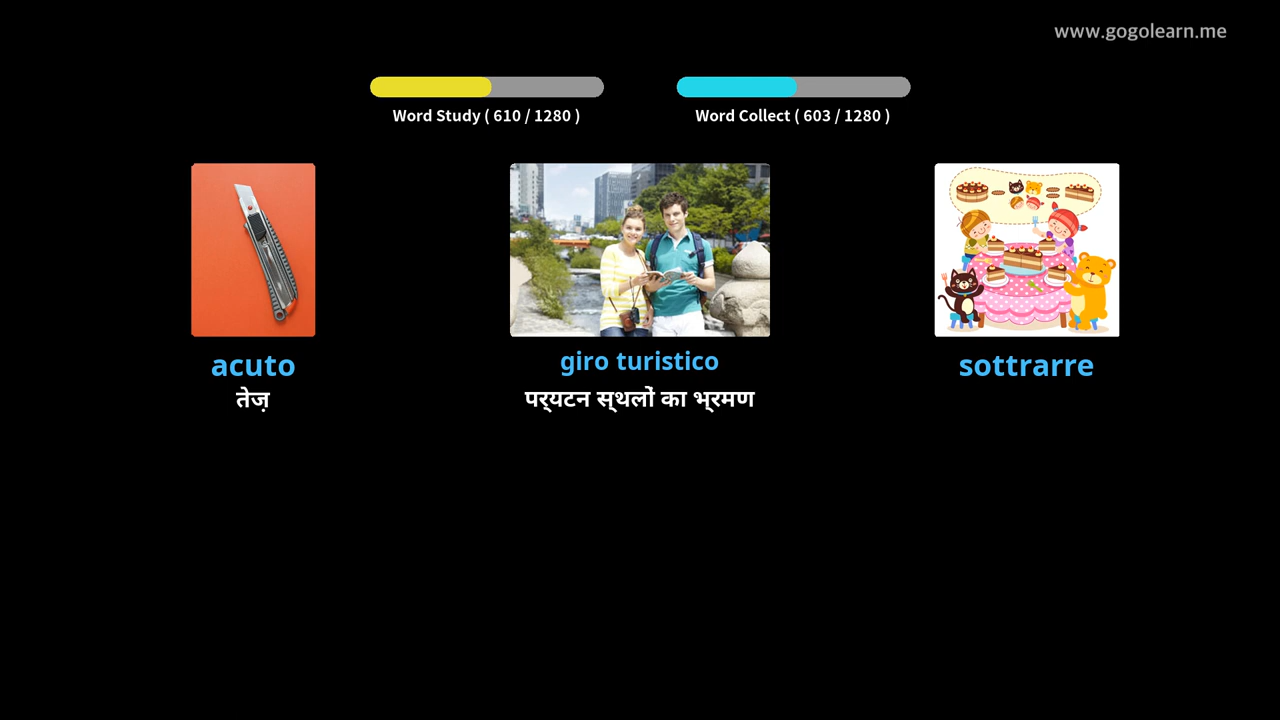 www.gogolearn.me
Word Study ( 610 / 1280 )
Word Collect ( 603 / 1280 )
acuto
तेज़
giro turistico
पर्यटन स्थलों का भ्रमण
sottrarre